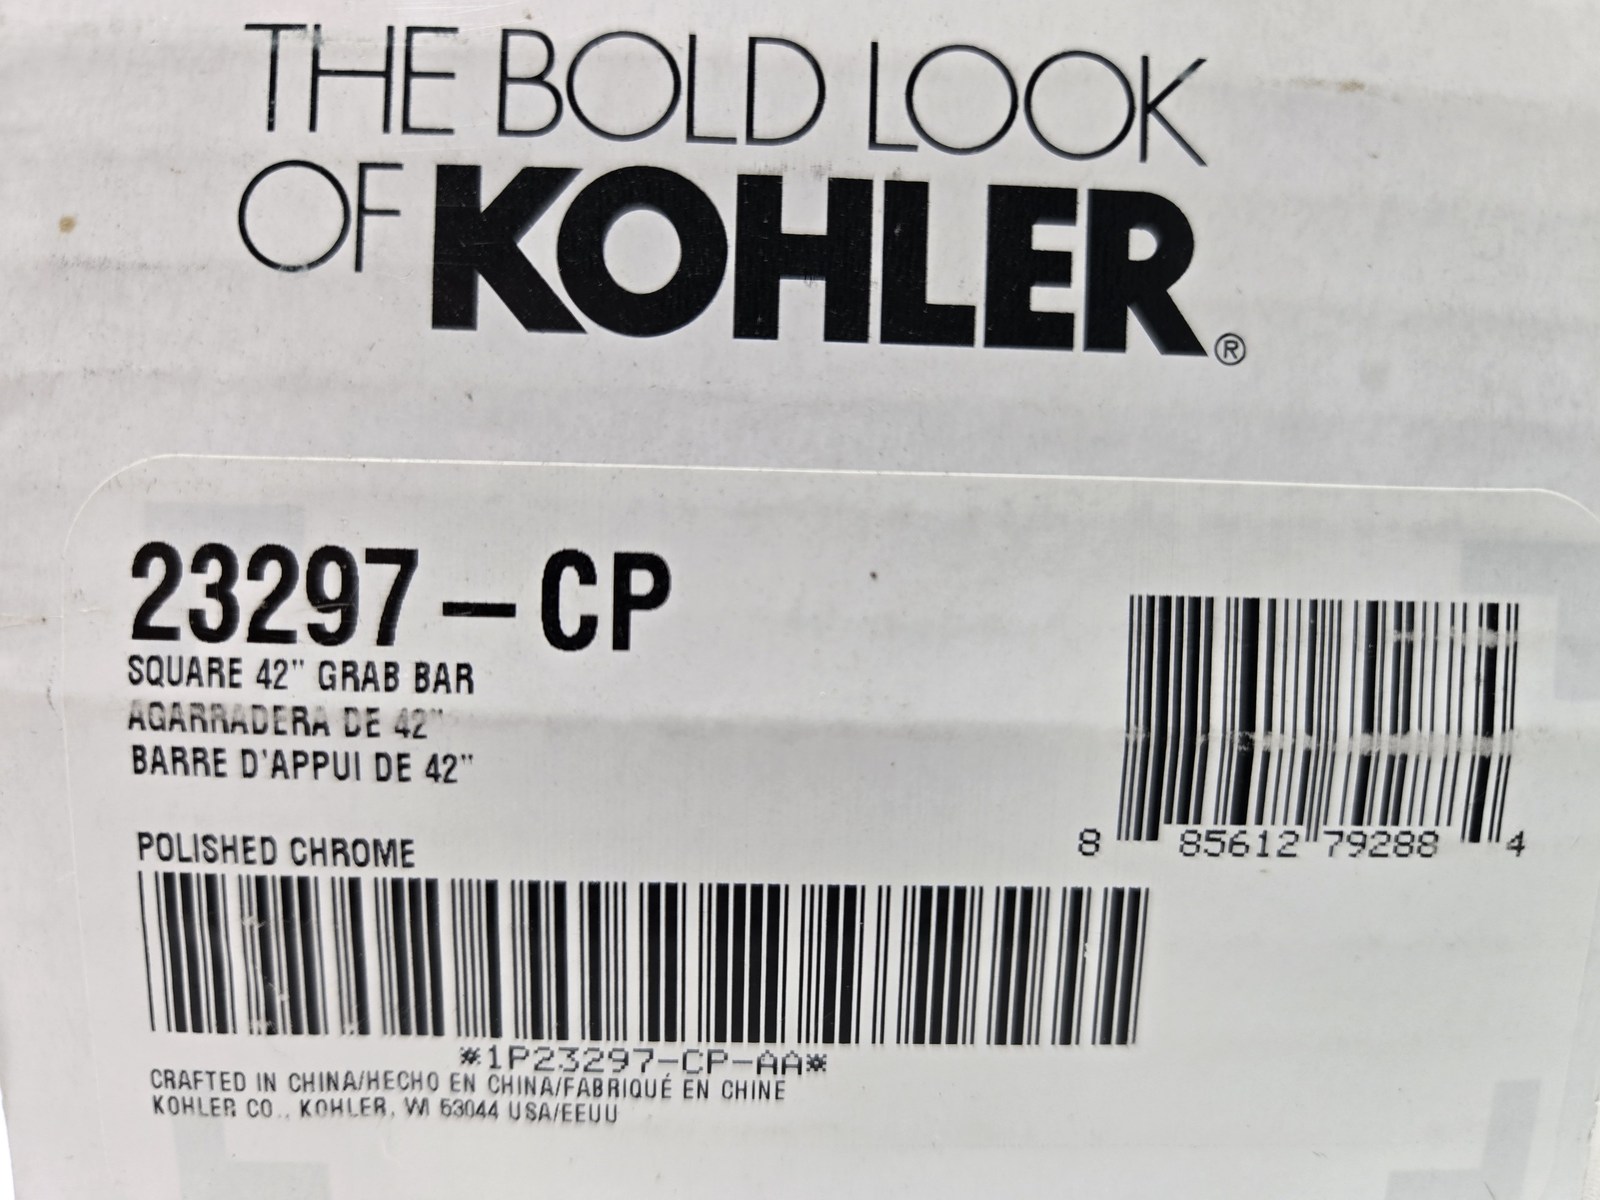 THE BOLD LOOK
OF KOHLER®
23297-CP
SQUARE 42" GRAB BAR
AGARRADERA DE 42"
BARRE D'APPUI DE 42"
POLISHED CHROME
8 85612 79288 4
*1P23297-CP-AA*
CRAFTED IN CHINA/HECHO EN CHINA/FABRIQUÉ EN CHINE
KOHLER CO., KOHLER, WI 53044 USA/EEUU